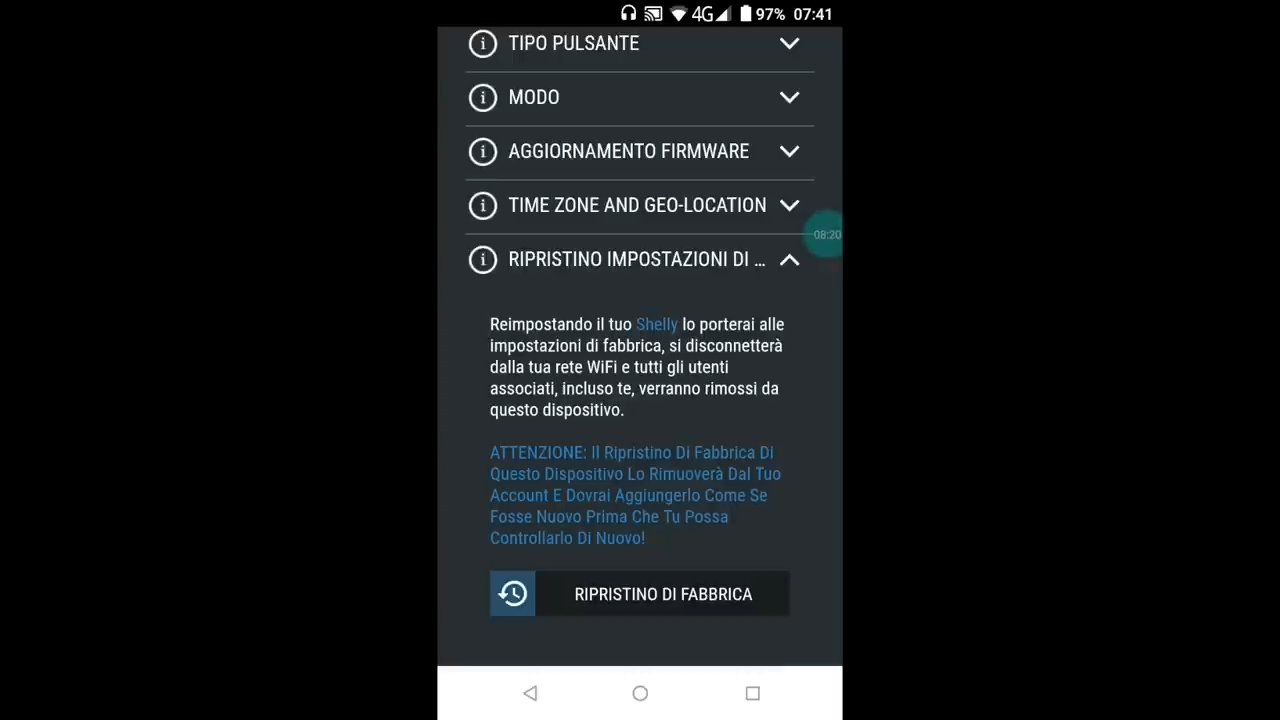 4G 97% 07:41
TIPO PULSANTE
MODO
AGGIORNAMENTO FIRMWARE
TIME ZONE AND GEO-LOCATION
08:20
RIPRISTINO IMPOSTAZIONI DI ...
Reimpostando il tuo Shelly lo porterai alle
impostazioni di fabbrica, si disconnetterà
dalla tua rete WiFi e tutti gli utenti
associati, incluso te, verranno rimossi da
questo dispositivo.
ATTENZIONE: Il Ripristino Di Fabbrica Di
Questo Dispositivo Lo Rimuoverà Dal Tuo
Account E Dovrai Aggiungerlo Come Se
Fosse Nuovo Prima Che Tu Possa
Controllarlo Di Nuovo!
RIPRISTINO DI FABBRICA